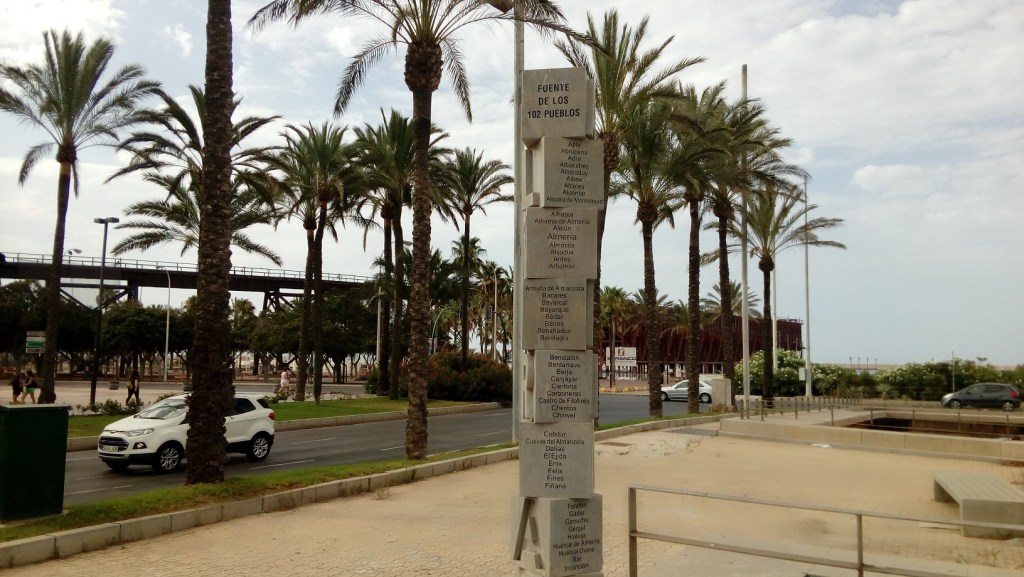 FUENTE
DE LOS
102 PUEBLOS
Abla
Abrucena
Adra
Albanchez
Alboloduy
Albox
Alcolea
Alcóntar
Alcudia de Monteagud
Alhabia
Alhama de Almería
Alicún
Almería
Almócita
Alsodux
Antas
Arboleas
Armuña de Almanzora
Bacares
Bayárcal
Bayarque
Bédar
Beires
Benahadux
Benitagla
Benizalón
Bentarique
Berja
Canjáyar
Cantoria
Carboneras
Castro de Filabres
Chercos
Chirivel
Cóbdar
Cuevas del Almanzora
Dalías
El Ejido
Enix
Felix
Fines
Fiñana
Fondón
Gádor
Garrucha
Gérgal
Huécija
Huércal de Almería
Huércal Overa
Íllar
Instinción